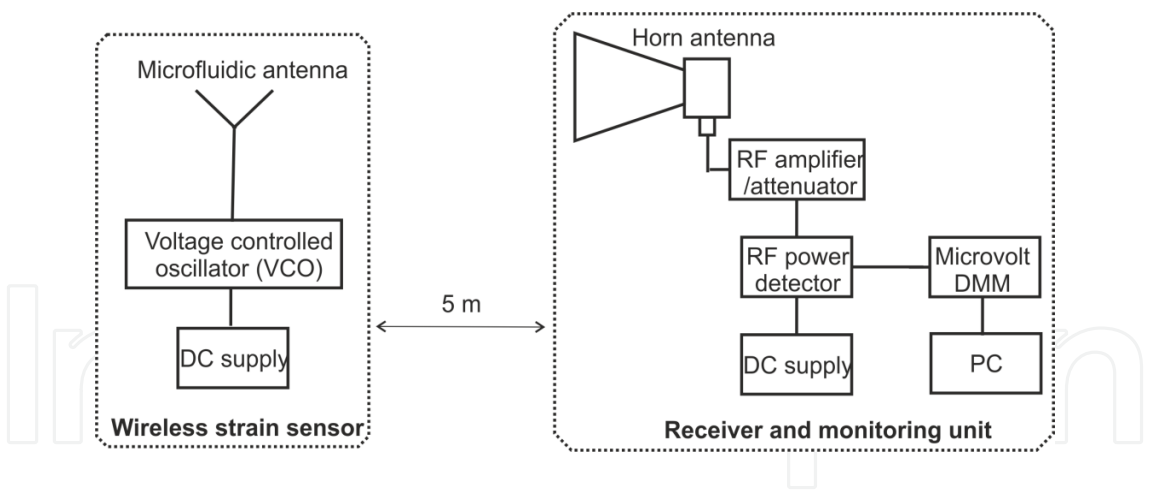 Microfluidic antenna
Voltage controlled
oscillator (VCO)
DC supply
Wireless strain sensor
5 m
Horn antenna
RF amplifier
/attenuator
RF power
detector
Microvolt
DMM
DC supply
PC
Receiver and monitoring unit